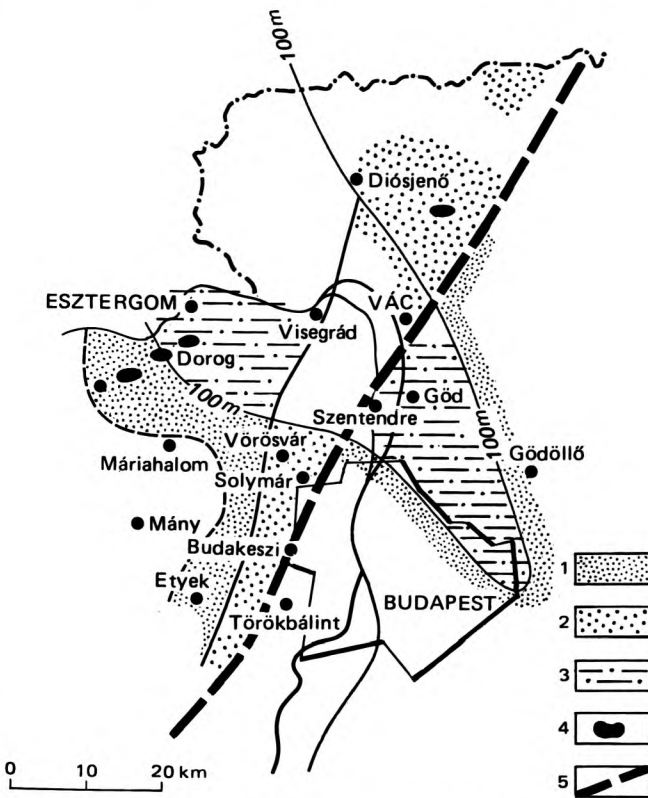 100m
Diósjenő
ESZTERGOM
VÁC
Visegrád
Dorog
Göd
100m
Szentendre
100m
Vörösvár
Gödöllő
Máriahalom
Solymár
Mány
Budakeszi
1
Etyek
BUDAPEST
Törökbálint
2
3
4
0 10 20 km
5